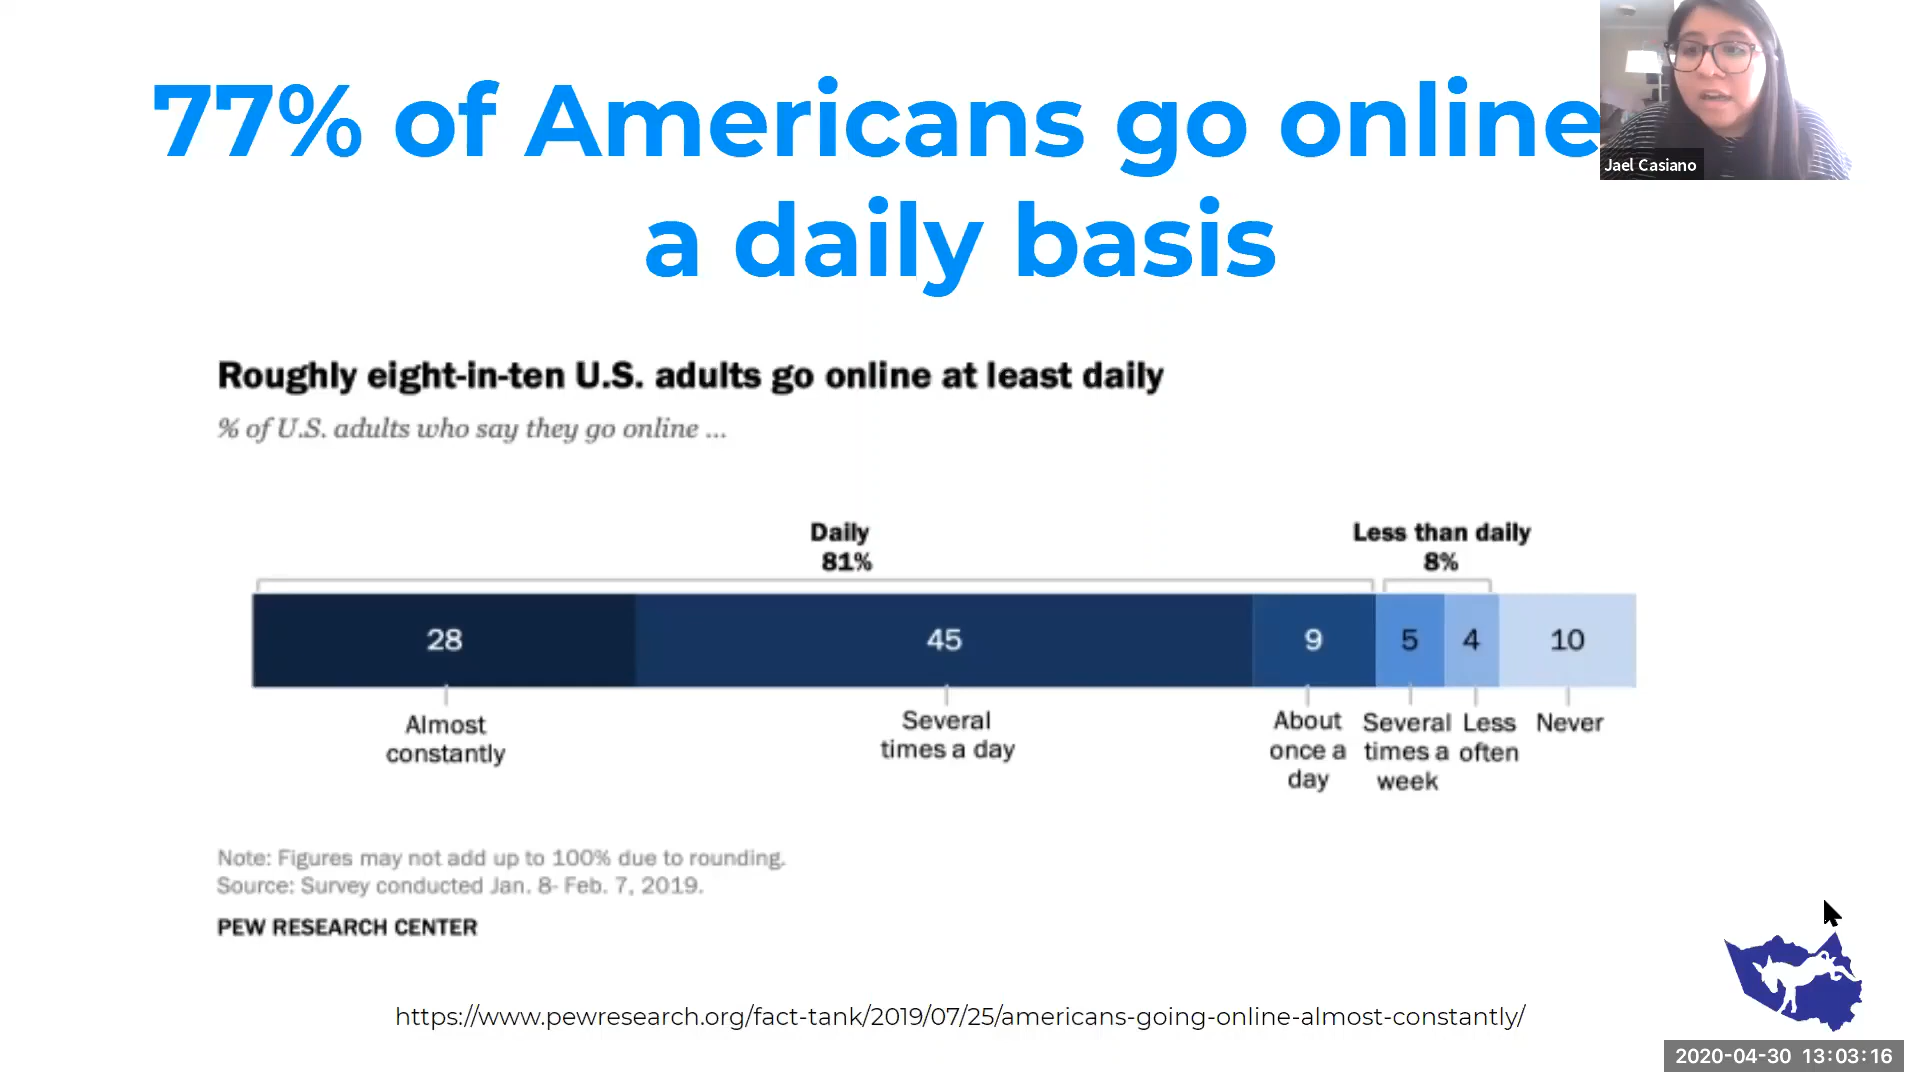 77% of Americans go online
a daily basis
Jael Casiano
Roughly eight-in-ten U.S. adults go online at least daily
% of U.S. adults who say they go online ...
Daily
81%
Less than daily
8%
28 45 9 5 4 10
Almost
constantly
Several
times a day
About
once a
day
Several
times a
week
Less
often
Never
Note: Figures may not add up to 100% due to rounding.
Source: Survey conducted Jan. 8- Feb. 7, 2019.
PEW RESEARCH CENTER
https://www.pewresearch.org/fact-tank/2019/07/25/americans-going-online-almost-constantly/
2020-04-30 13:03:16